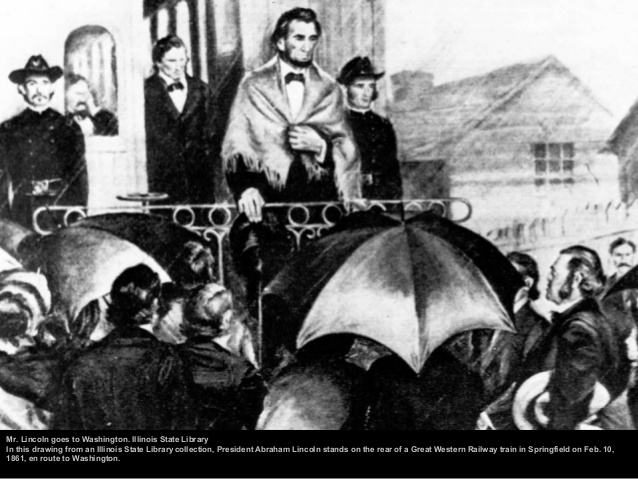 Mr. Lincoln goes to Washington. Illinois State Library
In this drawing from an Illinois State Library collection, President Abraham Lincoln stands on the rear of a Great Western Railway train in Springfield on Feb. 10,
1861, en route to Washington.